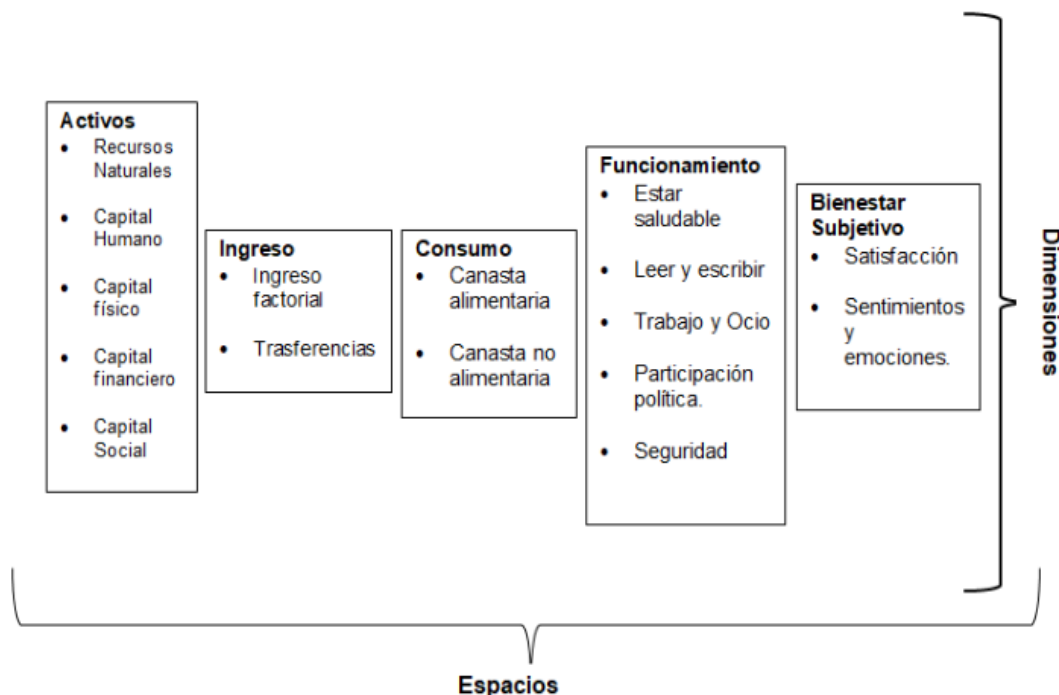 Activos
• Recursos
Naturales
• Capital
Humano
• Capital
físico
• Capital
financiero
• Capital
Social
Ingreso
• Ingreso
factorial
• Trasferencias
Consumo
• Canasta
alimentaria
• Canasta no
alimentaria
Funcionamiento
• Estar
saludable
• Leer y escribir
• Trabajo y Ocio
• Participación
política.
• Seguridad
Bienestar
Subjetivo
• Satisfacción
• Sentimientos
y
emociones.
Dimensiones
Espacios